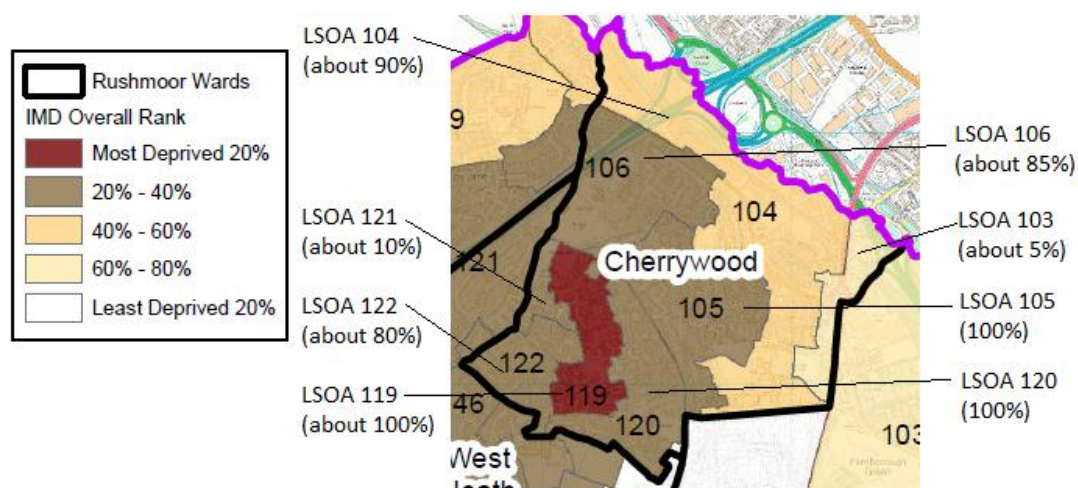 Rushmoor Wards
IMD Overall Rank
Most Deprived 20%
20% - 40%
40% - 60%
60% - 80%
Least Deprived 20%
LSOA 104
(about 90%)
LSOA 121
(about 10%)
LSOA 122
(about 80%)
LSOA 119
(about 100%)
9
106
104
121
Cherrywood
105
122
119
46
120
103
West
Heath
LSOA 106
(about 85%)
LSOA 103
(about 5%)
LSOA 105
(100%)
LSOA 120
(100%)